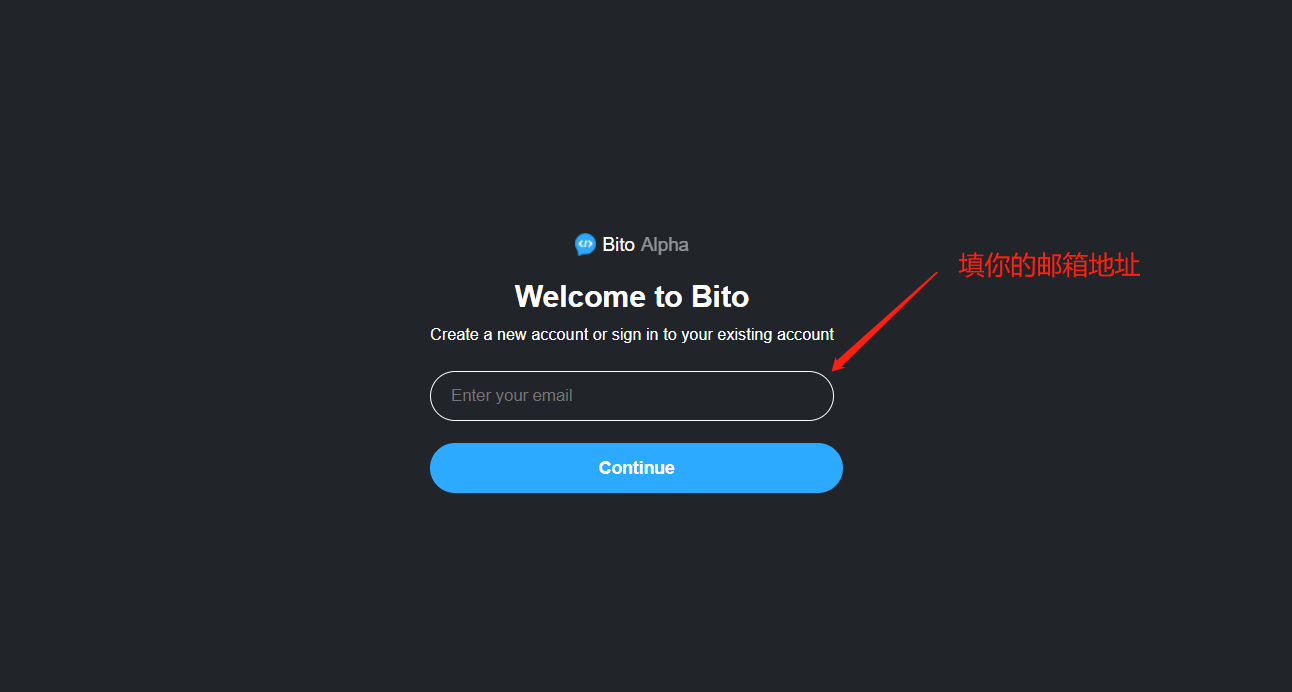 Bito Alpha
填你的邮箱地址
Welcome to Bito
Create a new account or sign in to your existing account
Enter your email
Continue